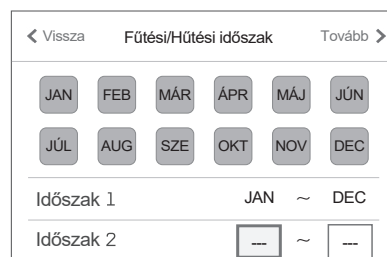 Vissza Fűtési/Hűtési időszak Tovább
JAN FEB MÁR ÁPR MÁJ JÚN
JÚL AUG SZE OKT NOV DEC
Időszak 1 JAN ~ DEC
Időszak 2 --- ~ ---